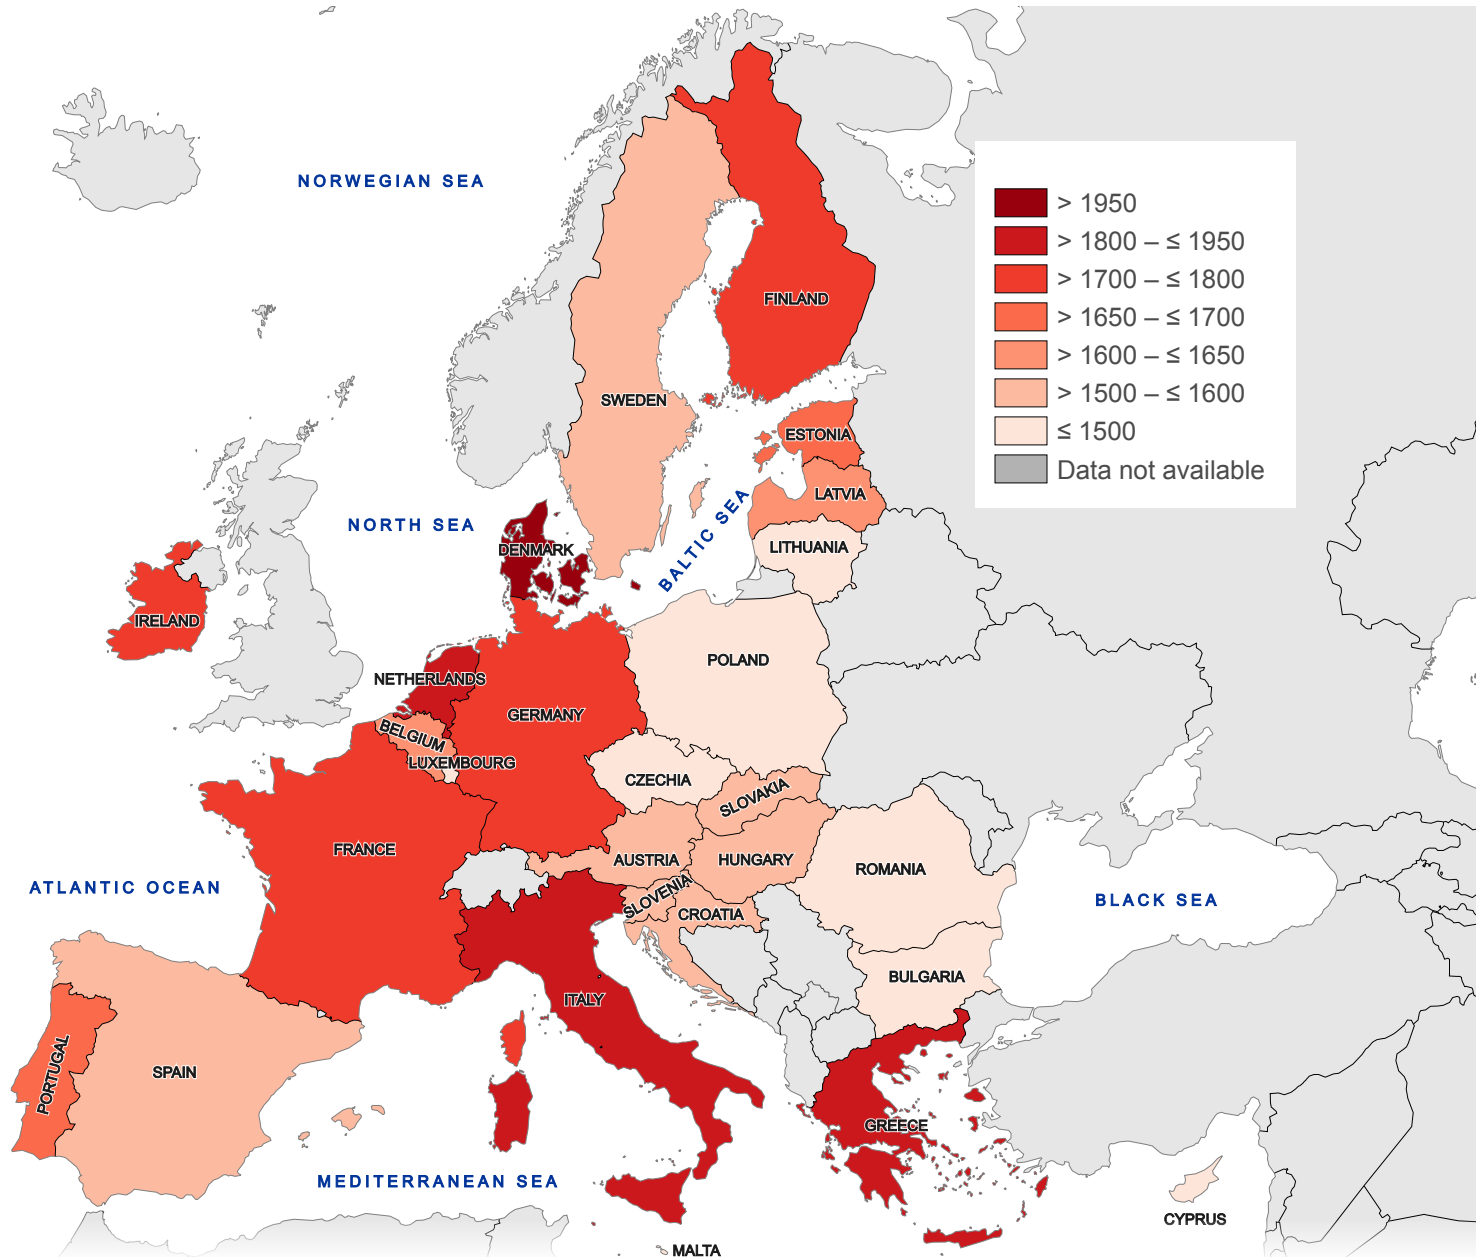 NORWEGIAN SEA
> 1950
> 1800 – ≤ 1950
> 1700 – ≤ 1800
> 1650 – ≤ 1700
> 1600 – ≤ 1650
> 1500 – ≤ 1600
≤ 1500
Data not available
FINLAND
SWEDEN
ESTONIA
LATVIA
BALTIC SEA
NORTH SEA
LITHUANIA
DENMARK
IRELAND
POLAND
NETHERLANDS
GERMANY
BELGIUM
LUXEMBOURG
CZECHIA
SLOVAKIA
FRANCE
AUSTRIA
HUNGARY
ROMANIA
ATLANTIC OCEAN
SLOVENIA
CROATIA
BLACK SEA
BULGARIA
ITALY
PORTUGAL
SPAIN
GREECE
MEDITERRANEAN SEA
CYPRUS
MALTA